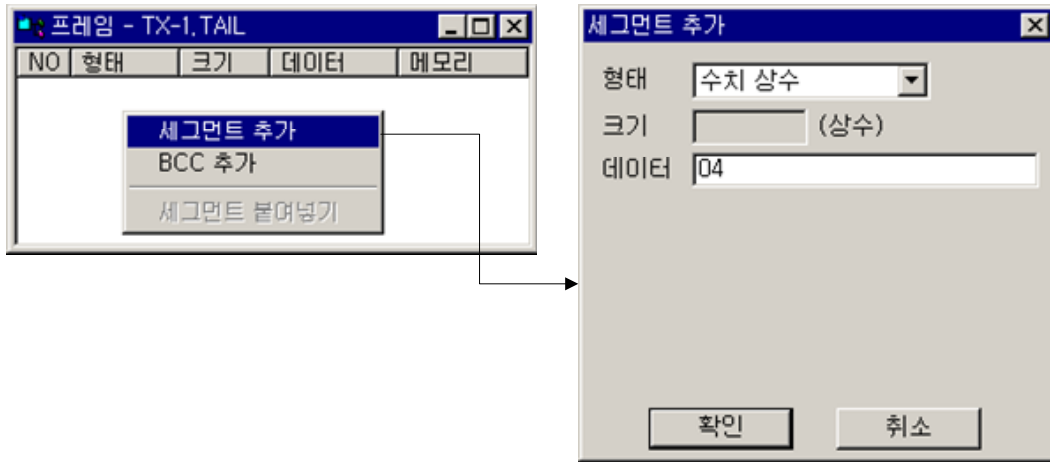 프레임 - TX-1.TAIL
NO 형태 크기 데이터 메모리
세그먼트 추가
BCC 추가
세그먼트 붙여넣기
세그먼트 추가
형태 수치 상수
크기 (상수)
데이터 04
확인 취소